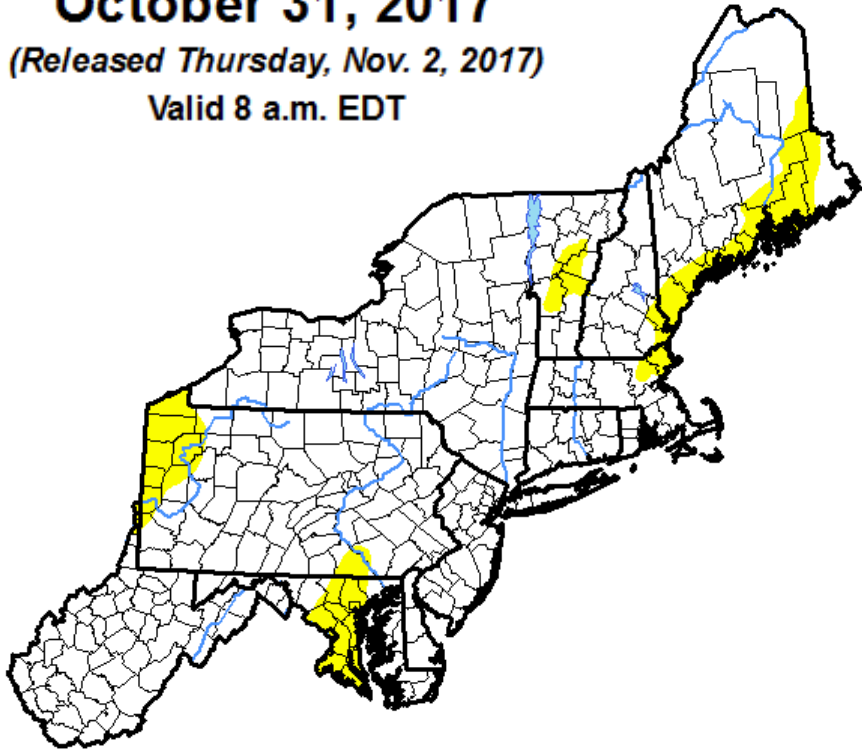 October 31, 2017
(Released Thursday, Nov. 2, 2017)
Valid 8 a.m. EDT